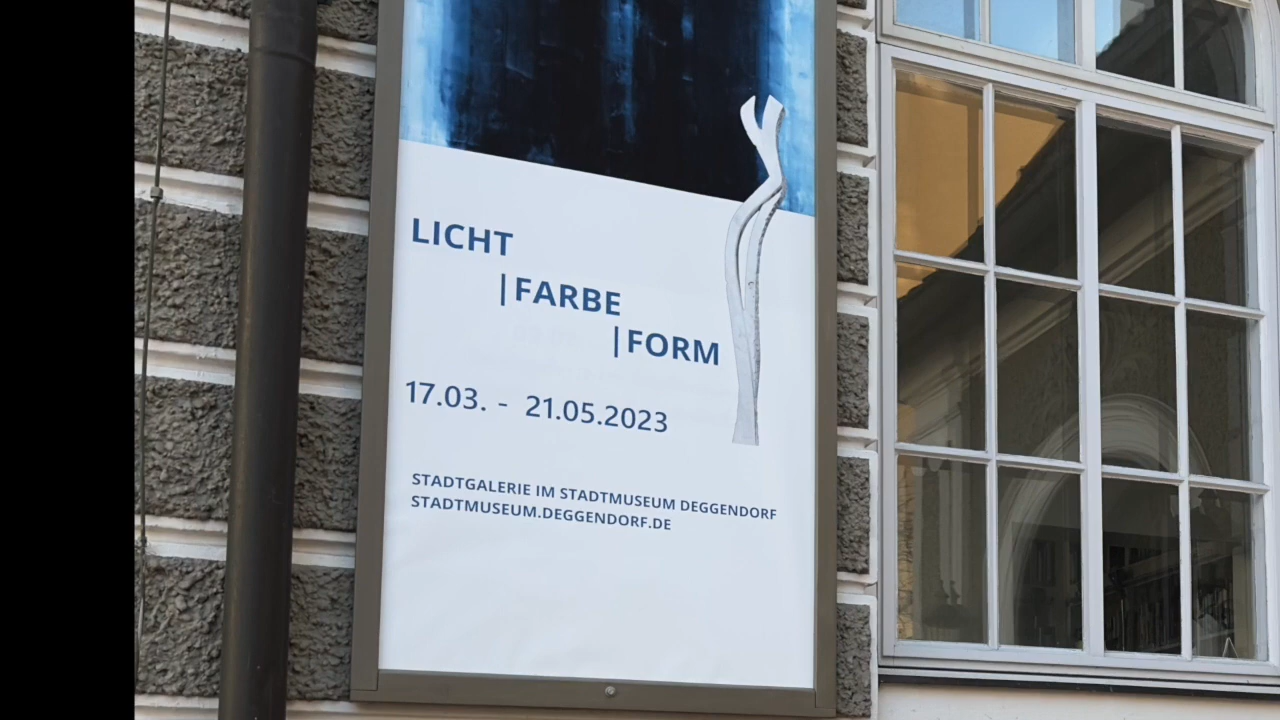 LICHT
|FARBE
|FORM
17.03. - 21.05.2023
STADTGALERIE IM STADTMUSEUM DEGGENDORF
STADTMUSEUM.DEGGENDORF.DE